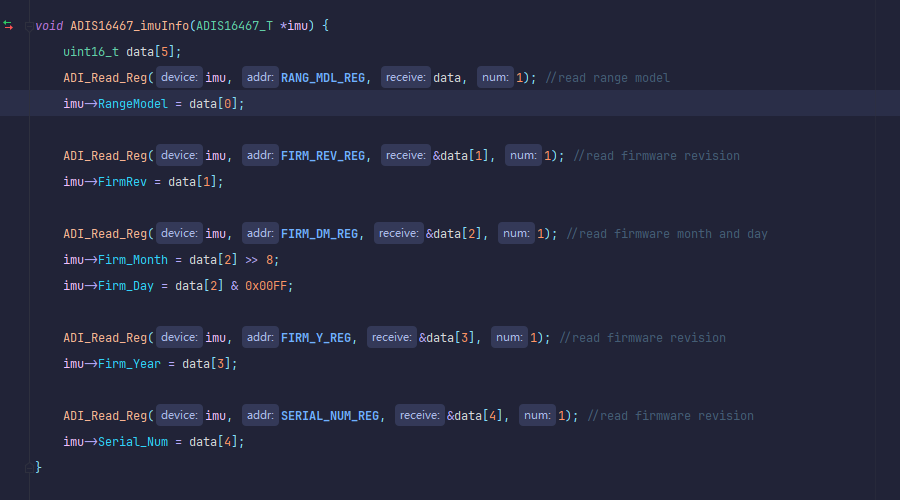 void ADIS16467_imuInfo(ADIS16467_T *imu) {
uint16_t data[5];
ADI_Read_Reg( device: imu, addr: RANG_MDL_REG, receive: data, num: 1); //read range model
imu->RangeModel = data[0];
ADI_Read_Reg( device: imu, addr: FIRM_REV_REG, receive: &data[1], num: 1); //read firmware revision
imu->FirmRev = data[1];
ADI_Read_Reg( device: imu, addr: FIRM_DM_REG, receive: &data[2], num: 1); //read firmware month and day
imu->Firm_Month = data[2] >> 8;
imu->Firm_Day = data[2] & 0x00FF;
ADI_Read_Reg( device: imu, addr: FIRM_Y_REG, receive: &data[3], num: 1); //read firmware revision
imu->Firm_Year = data[3];
ADI_Read_Reg( device: imu, addr: SERIAL_NUM_REG, receive: &data[4], num: 1); //read firmware revision
imu->Serial_Num = data[4];
}